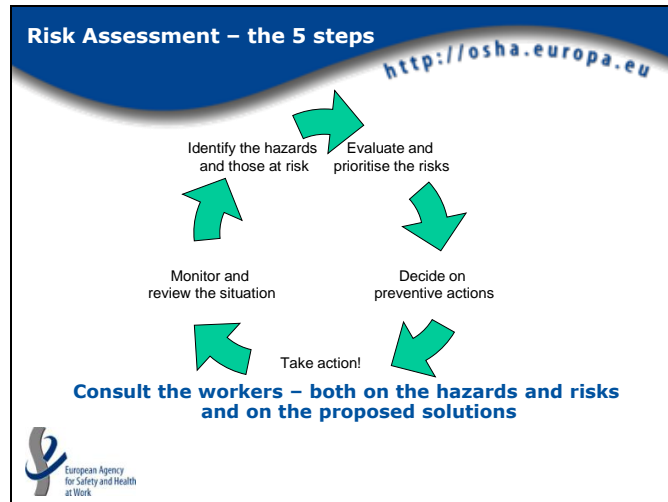 Risk Assessment – the 5 steps
http://osha.europa.eu
Identify the hazards
and those at risk
Evaluate and
prioritise the risks
Monitor and
review the situation
Decide on
preventive actions
Take action!
Consult the workers – both on the hazards and risks
and on the proposed solutions
European Agency
for Safety and Health
at Work